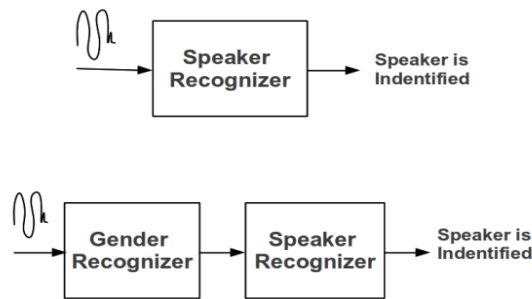 Speaker
Recognizer
Speaker is
Indentified
Gender
Recognizer
Speaker
Recognizer
Speaker is
Indentified